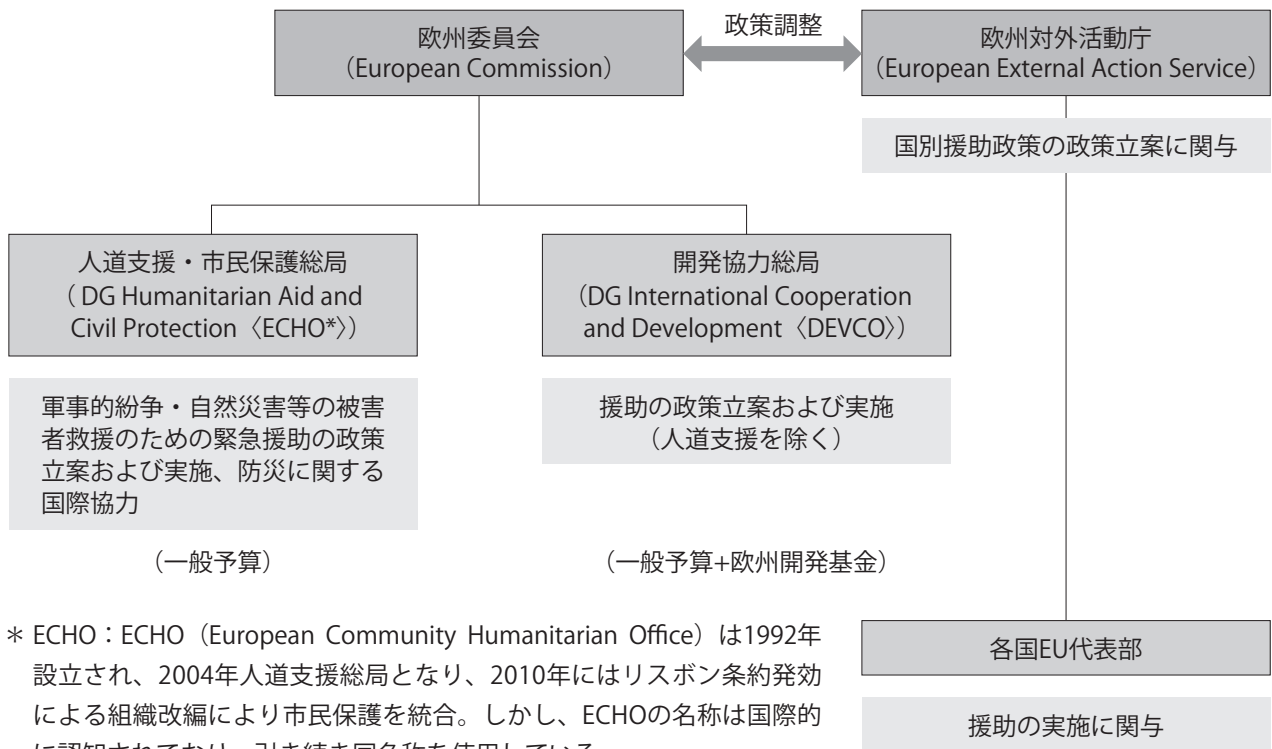 欧州委員会
（European Commission）
政策調整
欧州対外活動庁
（European External Action Service）
国別援助政策の政策立案に関与
人道支援・市民保護総局
（ DG Humanitarian Aid and
Civil Protection〈ECHO*〉）
軍事的紛争・自然災害等の被害
者救援のための緊急援助の政策
立案および実施、防災に関する
国際協力
（一般予算）
開発協力総局
（DG International Cooperation
and Development〈DEVCO〉）
援助の政策立案および実施
（人道支援を除く）
（一般予算+欧州開発基金）
各国EU代表部
援助の実施に関与
＊ ECHO：ECHO（European Community Humanitarian Office）は1992年
設立され、2004年人道支援総局となり、2010年にはリスボン条約発効
による組織改編により市民保護を統合。しかし、ECHOの名称は国際的
に認知されており、引き続き同名称を使用している。